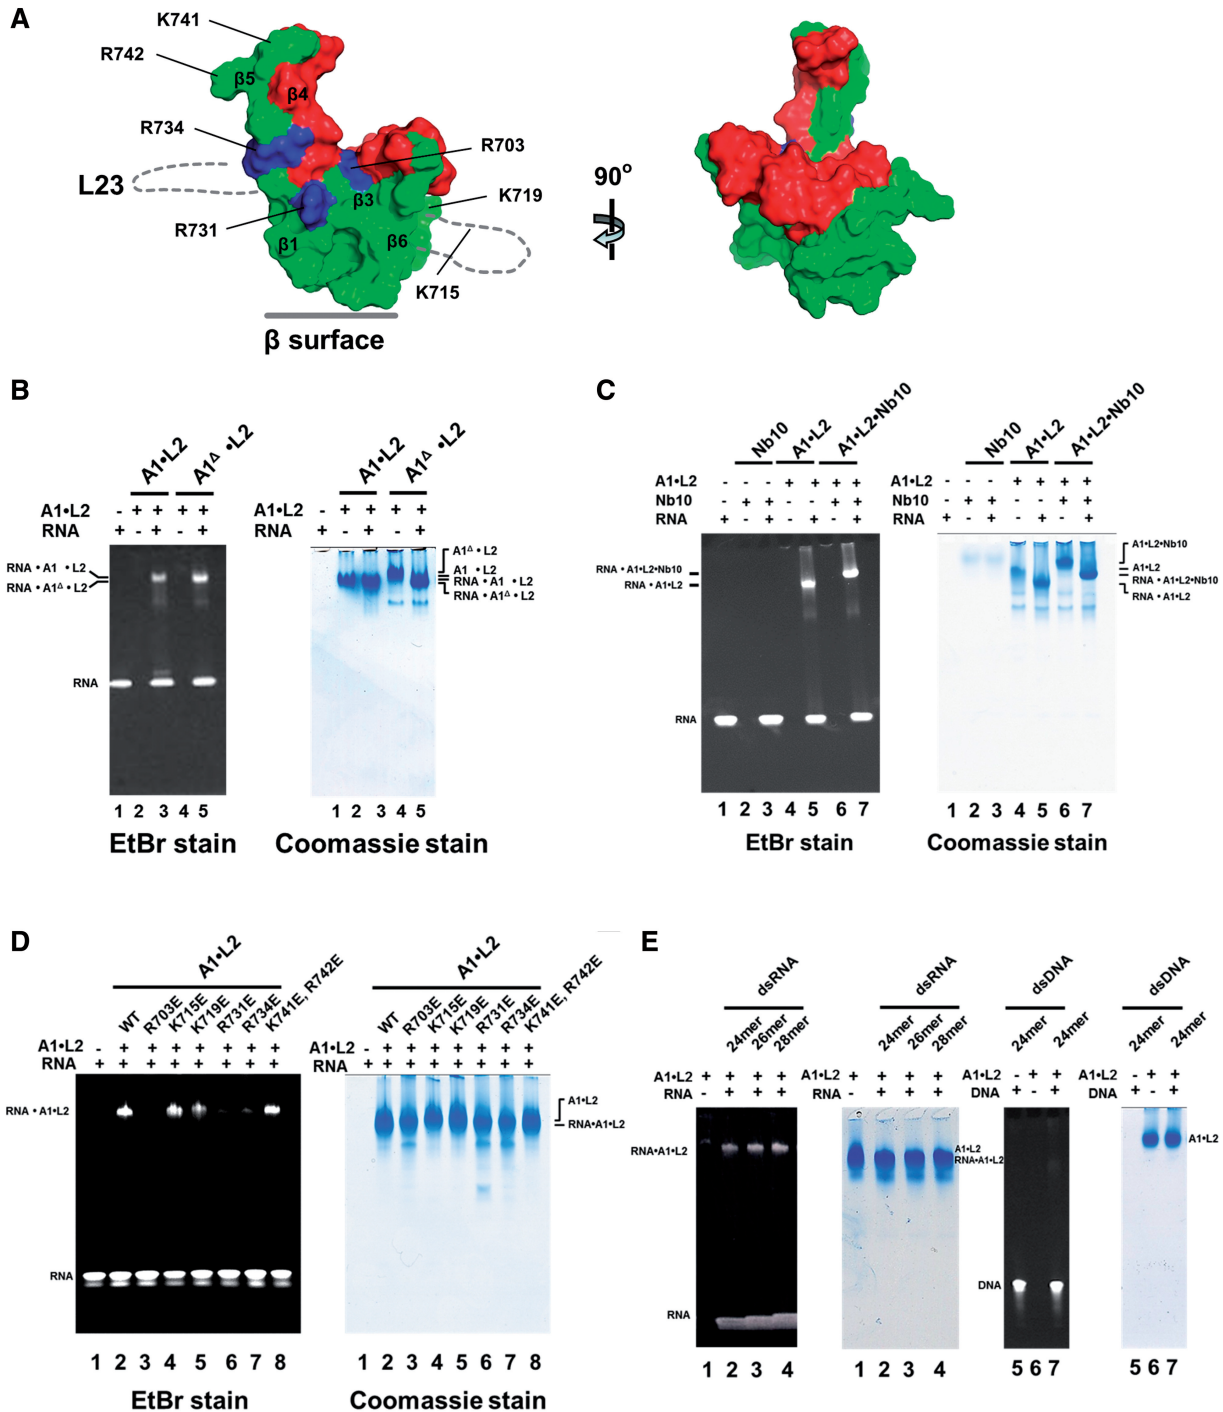 A
K741
R742
β5
β4
R734
R703
L23
K719
β3
R731
β1
β6
K715
β surface
90°
B
A1•L2
A1Δ •L2
A1•L2 - + + + +
RNA + - + - +
RNA • A1 • L2
RNA • A1Δ • L2
RNA
1 2 3 4 5
EtBr stain
A1•L2
A1Δ •L2
A1•L2 - + + + +
RNA + - + - +
A1Δ • L2
A1 • L2
RNA • A1 • L2
RNA • A1Δ • L2
1 2 3 4 5
Coomassie stain
C
Nb10
A1•L2
A1•L2•Nb10
A1•L2 - - - + + + +
Nb10 - + + - - + +
RNA + - + - + - +
RNA • A1•L2•Nb10
RNA • A1•L2
RNA
1 2 3 4 5 6 7
EtBr stain
Nb10
A1•L2
A1•L2•Nb10
A1•L2 - - - + + + +
Nb10 - + + - - + +
RNA + - + - + - +
A1•L2•Nb10
A1•L2
RNA • A1•L2•Nb10
RNA • A1•L2
1 2 3 4 5 6 7
Coomassie stain
D
A1•L2
WT
R703E
K715E
K719E
R731E
R734E
K741E, R742E
A1•L2 - + + + + + + +
RNA + + + + + + + +
RNA • A1•L2
RNA
1 2 3 4 5 6 7 8
EtBr stain
A1•L2
WT
R703E
K715E
K719E
R731E
R734E
K741E, R742E
A1•L2 - + + + + + + +
RNA + + + + + + + +
A1•L2
RNA•A1•L2
1 2 3 4 5 6 7 8
Coomassie stain
E
dsRNA
24mer
26mer
28mer
A1•L2 + + + +
RNA - + + +
RNA•A1•L2
RNA
1 2 3 4
dsRNA
24mer
26mer
28mer
A1•L2 + + + +
RNA - + + +
A1•L2
RNA•A1•L2
1 2 3 4
dsDNA
24mer
24mer
A1•L2 - + +
DNA + - +
DNA
5 6 7
dsDNA
24mer
24mer
A1•L2 - + +
DNA + - +
A1•L2
5 6 7